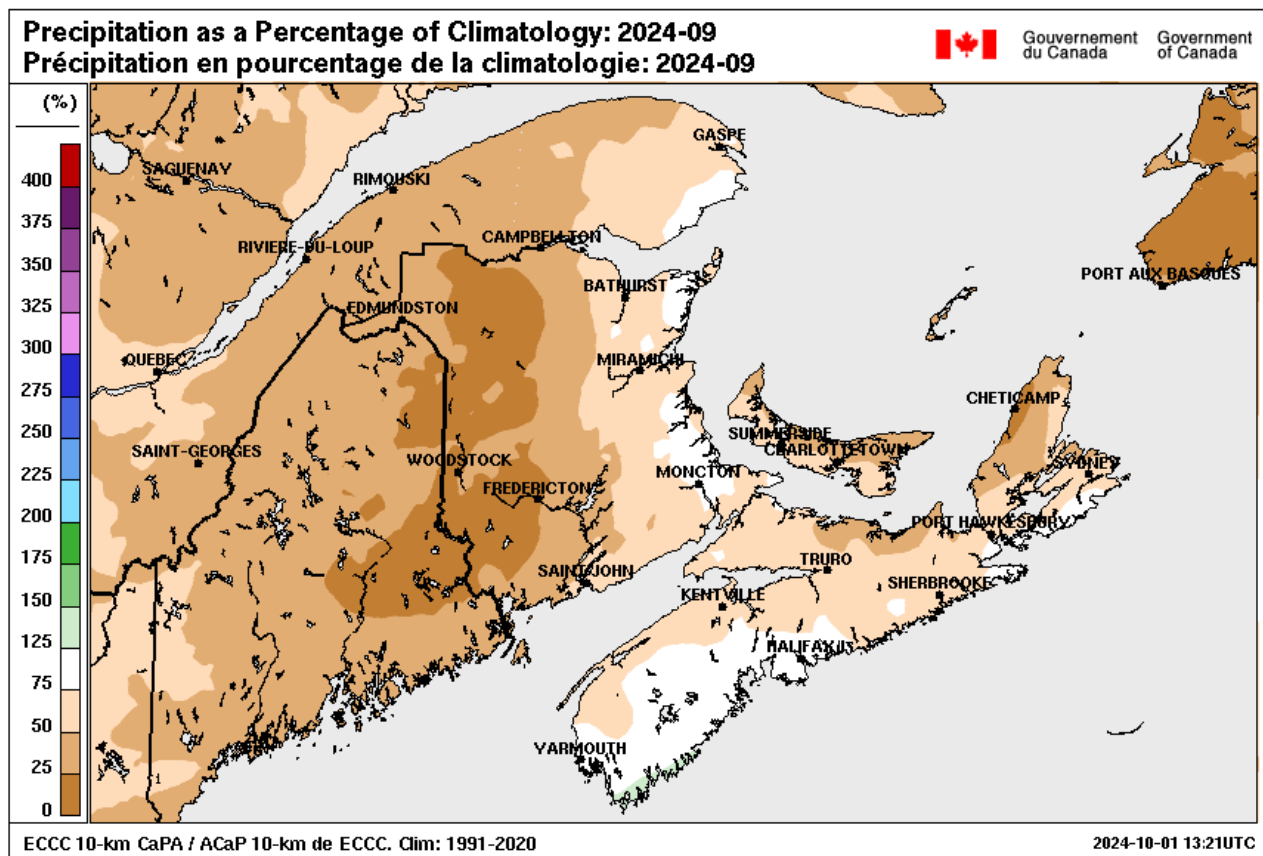 Precipitation as a Percentage of Climatology: 2024-09
Précipitation en pourcentage de la climatologie: 2024-09
Gouvernement du Canada
Government of Canada
(%)
400
375
350
325
300
275
250
225
200
175
150
125
75
50
25
0
GASPE
SAGUENAY
RIMOUSKI
RIVIERE-DU-LOUP
CAMPBELLTON
PORT AUX BASQUES
BATHURST
EDMUNDSTON
QUEBEC
MIRAMICHI
CHETICAMP
SUMMERSIDE
CHARLOTTETOWN
SAINT-GEORGES
WOODSTOCK
SYDNEY
MONCTON
FREDERICTON
PORT HAWKESBURY
TRURO
SAINT JOHN
SHERBROOKE
KENTVILLE
HALIFAX
YARMOUTH
ECCC 10-km CaPA / ACaP 10-km de ECCC. Clim: 1991-2020
2024-10-01 13:21UTC